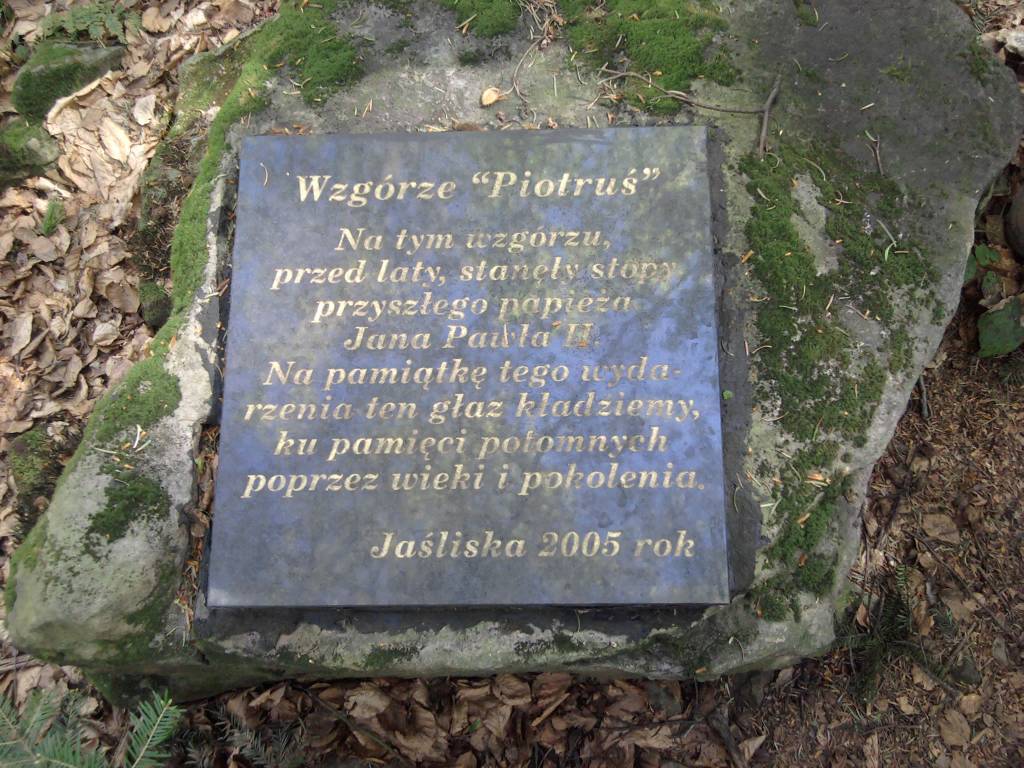 Wzgórze “Piotruś”
Na tym wzgórzu,
przed laty, stanęły stopy
przyszłego papieża
Jana Pawła II.
Na pamiątkę tego wyda-
rzenia ten głaz kładziemy,
ku pamięci potomnych
poprzez wieki i pokolenia.
Jaśliska 2005 rok